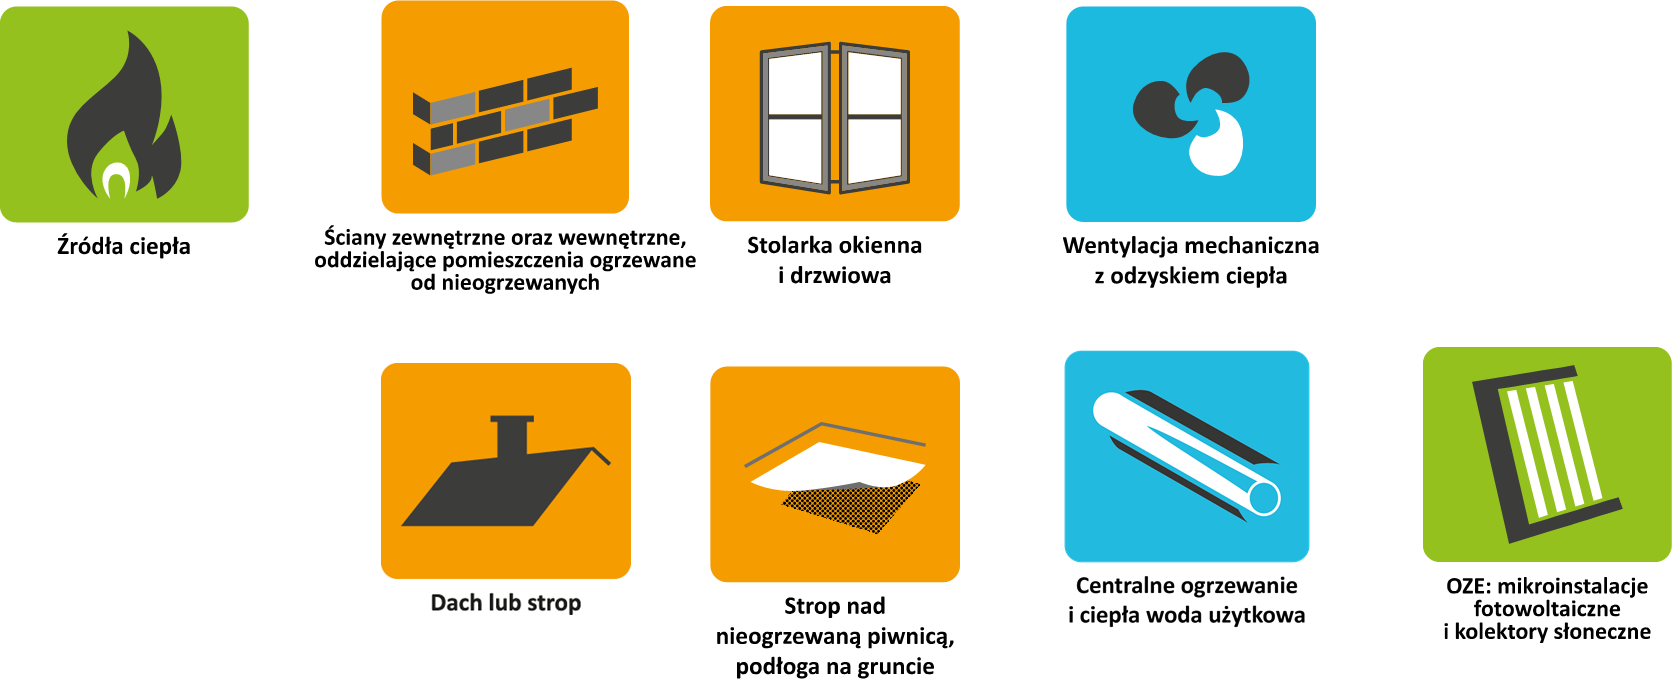 Źródła ciepła
Ściany zewnętrzne oraz wewnętrzne,
oddzielające pomieszczenia ogrzewane
od nieogrzewanych
Stolarka okienna
i drzwiowa
Wentylacja mechaniczna
z odzyskiem ciepła
Dach lub strop
Strop nad
nieogrzewaną piwnicą,
podłoga na gruncie
Centralne ogrzewanie
i ciepła woda użytkowa
OZE: mikroinstalacje
fotowoltaiczne
i kolektory słoneczne